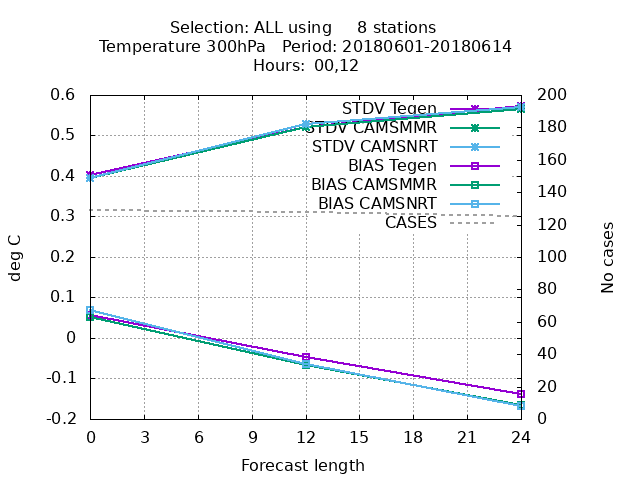 Selection: ALL using     8 stations
Temperature 300hPa   Period: 20180601-20180614
Hours:  00,12
STDV Tegen
STDV CAMSMMR
STDV CAMSNRT
BIAS Tegen
BIAS CAMSMMR
BIAS CAMSNRT
CASES
0.6
0.5
0.4
0.3
0.2
0.1
0
-0.1
-0.2
deg C
200
180
160
140
120
100
80
60
40
20
0
No cases
0 3 6 9 12 15 18 21 24
Forecast length